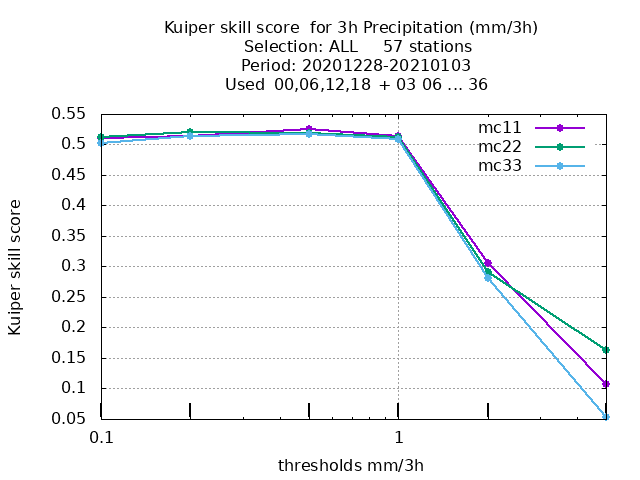 Kuiper skill score  for 3h Precipitation (mm/3h)
Selection: ALL     57 stations
Period: 20201228-20210103
Used  00,06,12,18  + 03 06 ... 36
mc11
mc22
mc33
0.55
0.5
0.45
0.4
0.35
0.3
0.25
0.2
0.15
0.1
0.05
Kuiper skill score
0.1
1
thresholds mm/3h